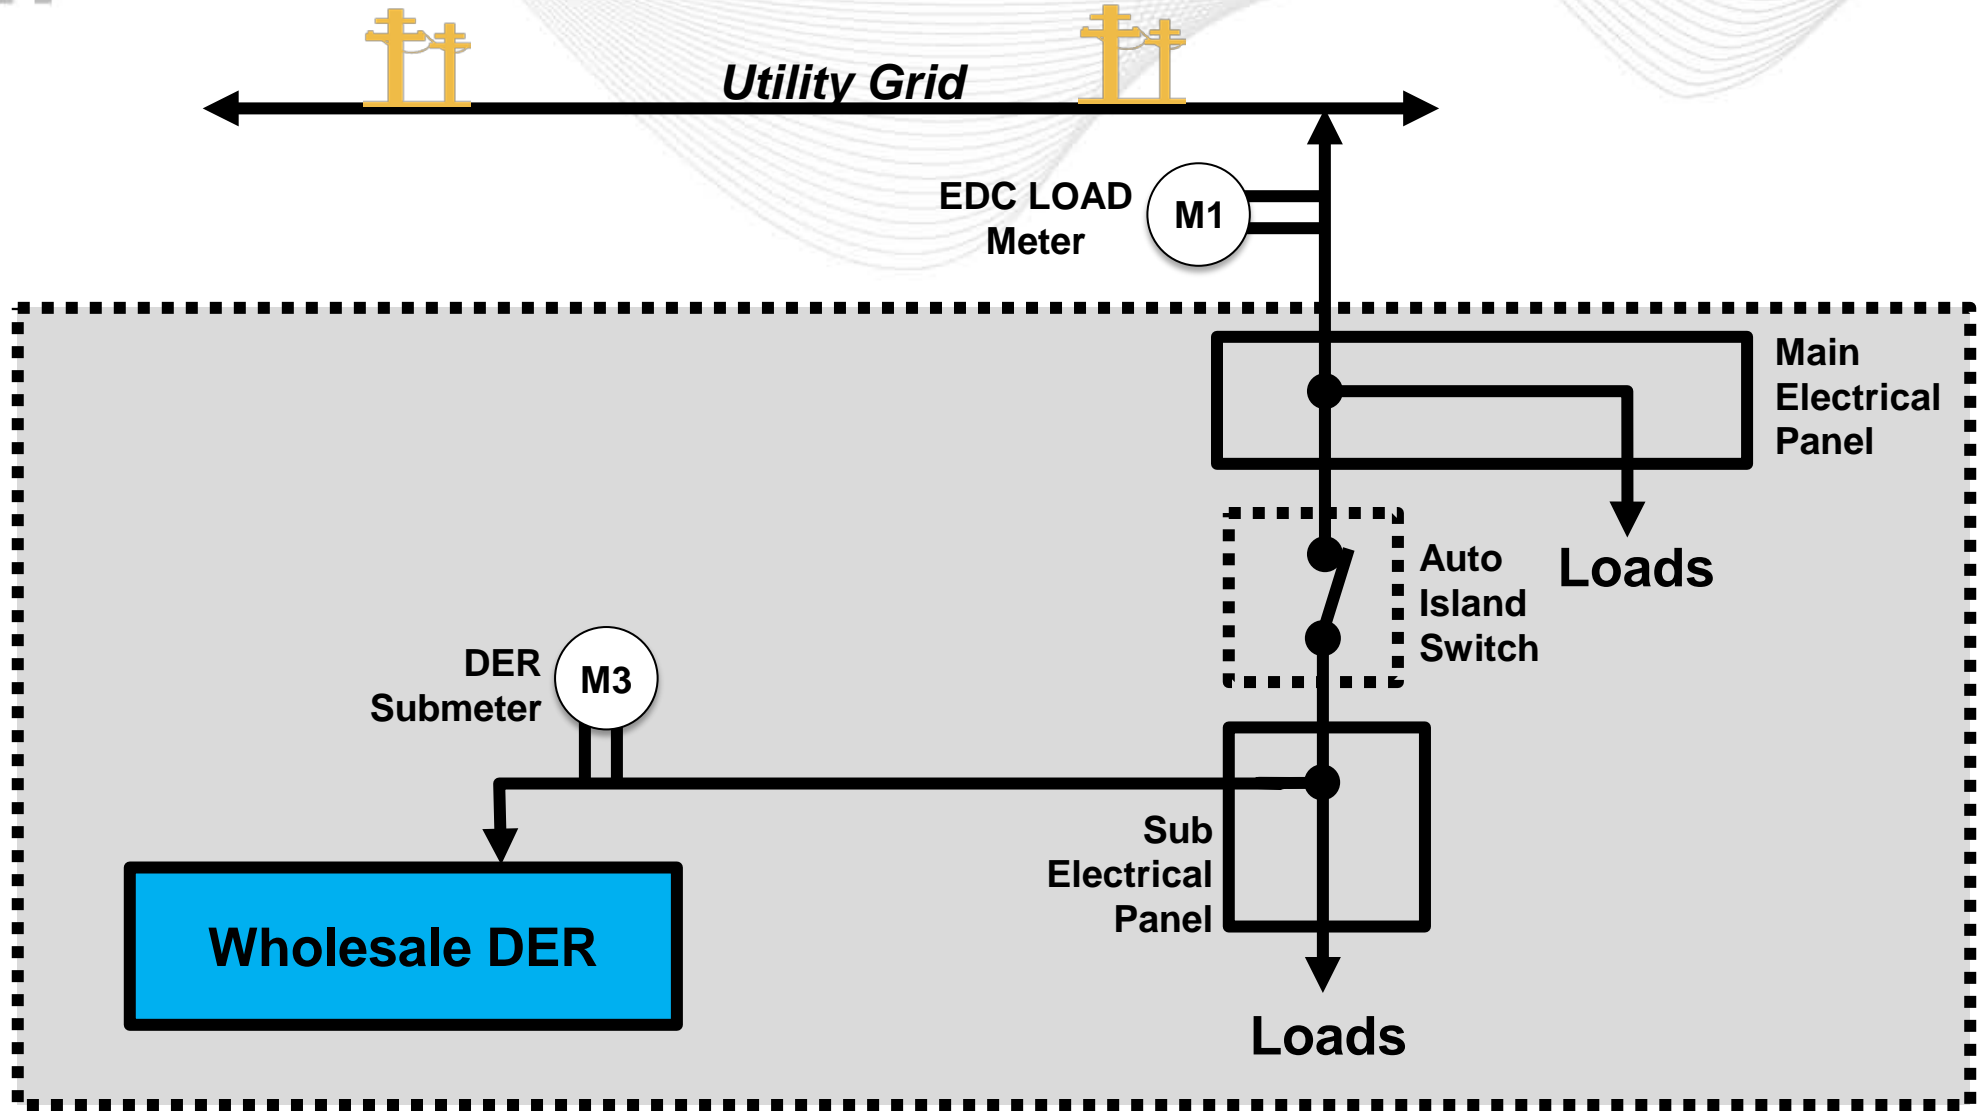 Utility Grid
EDC LOAD
Meter
M1
Main
Electrical
Panel
Auto
Island
Switch
Loads
DER
Submeter
M3
Sub
Electrical
Panel
Wholesale DER
Loads